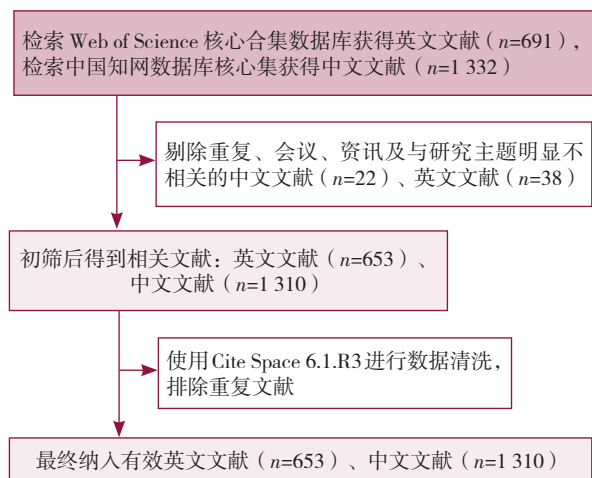 检索 Web of Science 核心合集数据库获得英文文献（n=691），
检索中国知网数据库核心集获得中文文献（n=1 332）
剔除重复、会议、资讯及与研究主题明显不
相关的中文文献（n=22）、英文文献（n=38）
初筛后得到相关文献：英文文献（n=653）、
中文文献（n=1 310）
使用 Cite Space 6.1.R3 进行数据清洗，
排除重复文献
最终纳入有效英文文献（n=653）、中文文献（n=1 310）